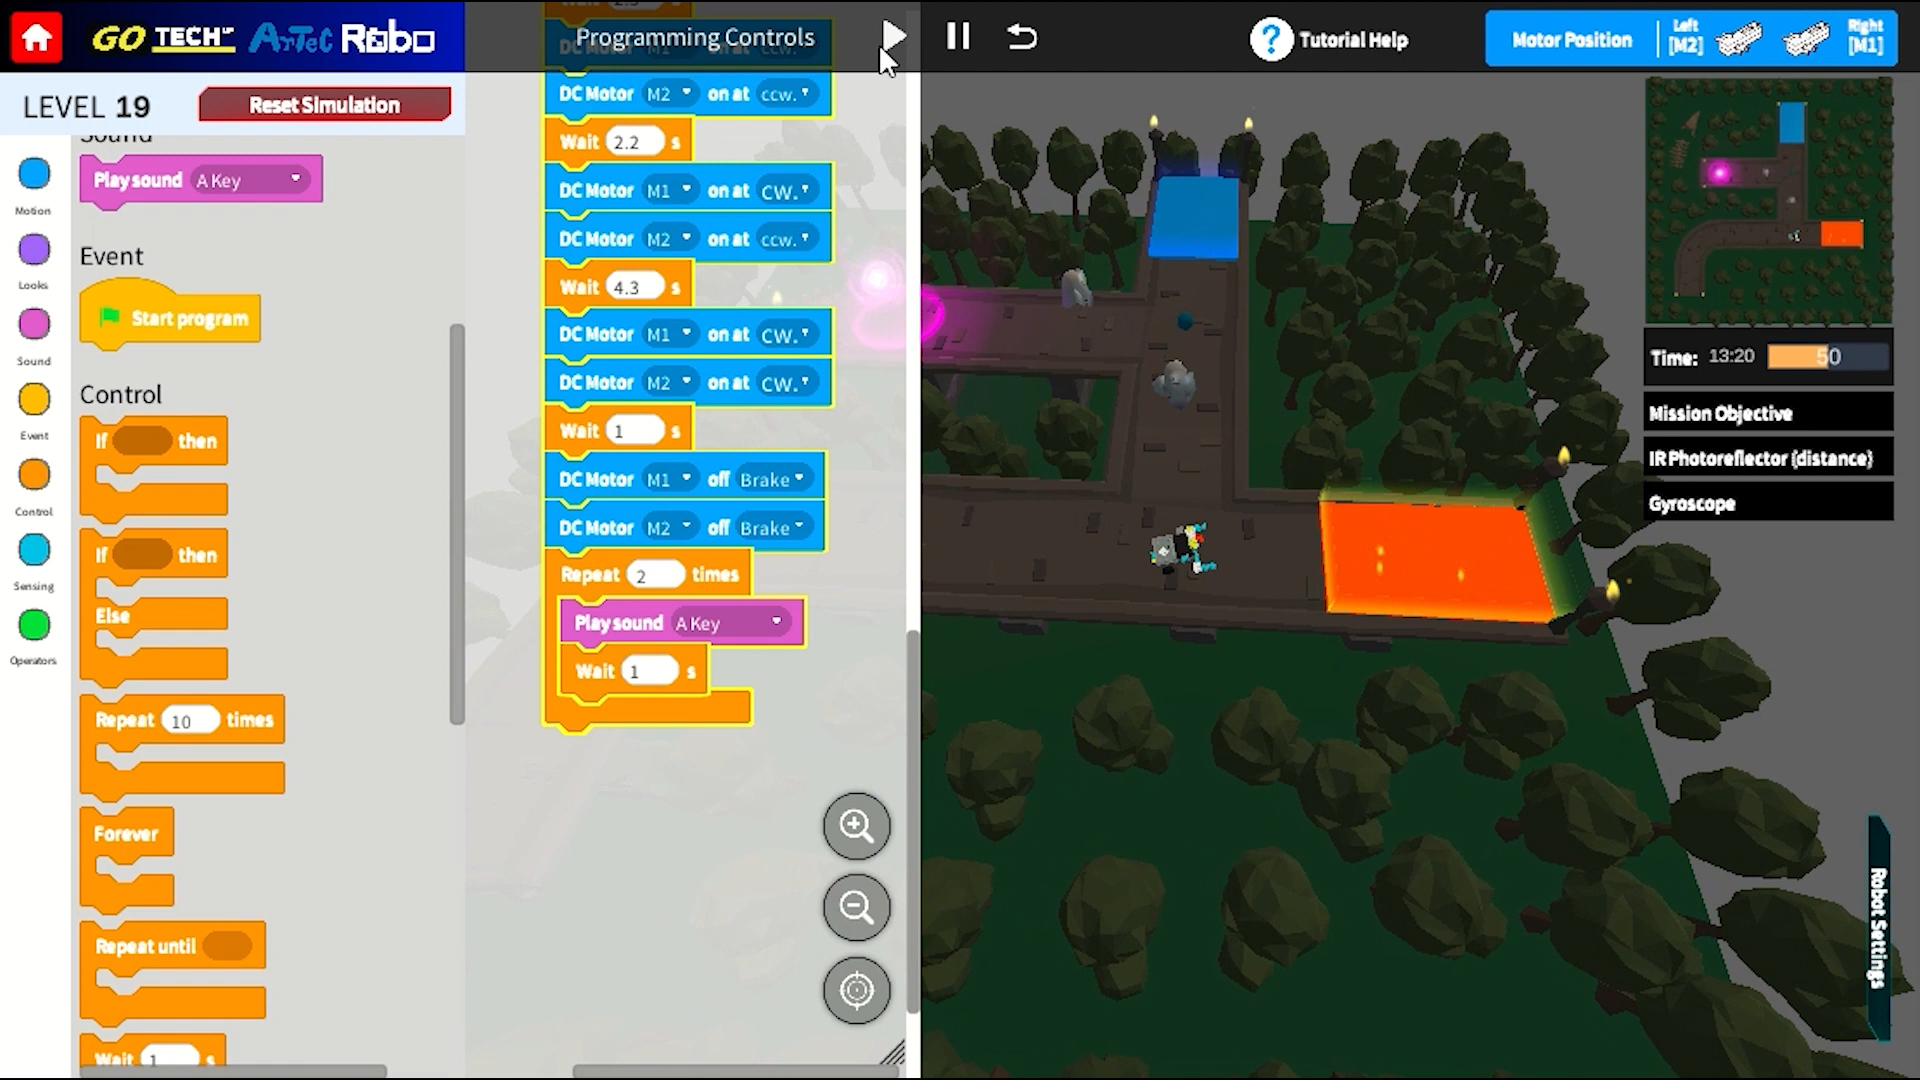 GO TECH ArTec Robo
Programming Controls
Tutorial Help
Motor Position
Left [M2]
Right [M1]
LEVEL 19
Reset Simulation
Motion
Looks
Sound
Event
Control
Sensing
Operators
Sound
Play sound A Key
Event
Start program
Control
If then
If then
Else
Repeat 10 times
Forever
Repeat until
Wait 1 s
DC Motor M2 on at ccw.
Wait 2.2 s
DC Motor M1 on at CW.
DC Motor M2 on at ccw.
Wait 4.3 s
DC Motor M1 on at CW.
DC Motor M2 on at CW.
Wait 1 s
DC Motor M1 off Brake
DC Motor M2 off Brake
Repeat 2 times
Play sound A Key
Wait 1 s
Time: 13:20 50
Mission Objective
IR Photoreflector (distance)
Gyroscope
Robot Settings